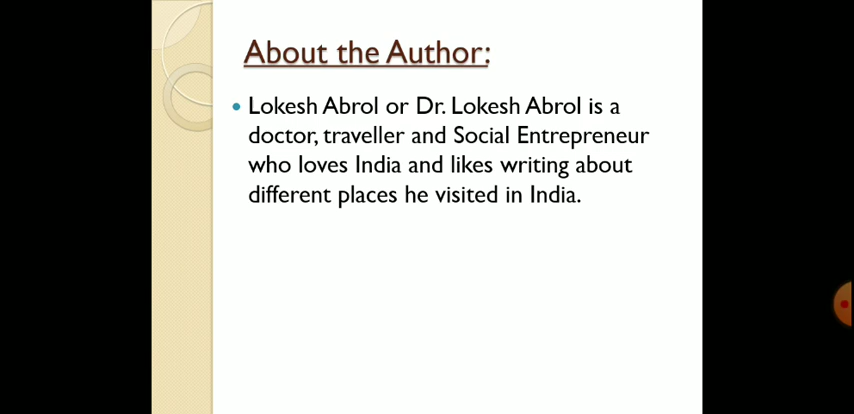 About the Author:
• Lokesh Abrol or Dr. Lokesh Abrol is a
doctor, traveller and Social Entrepreneur
who loves India and likes writing about
different places he visited in India.